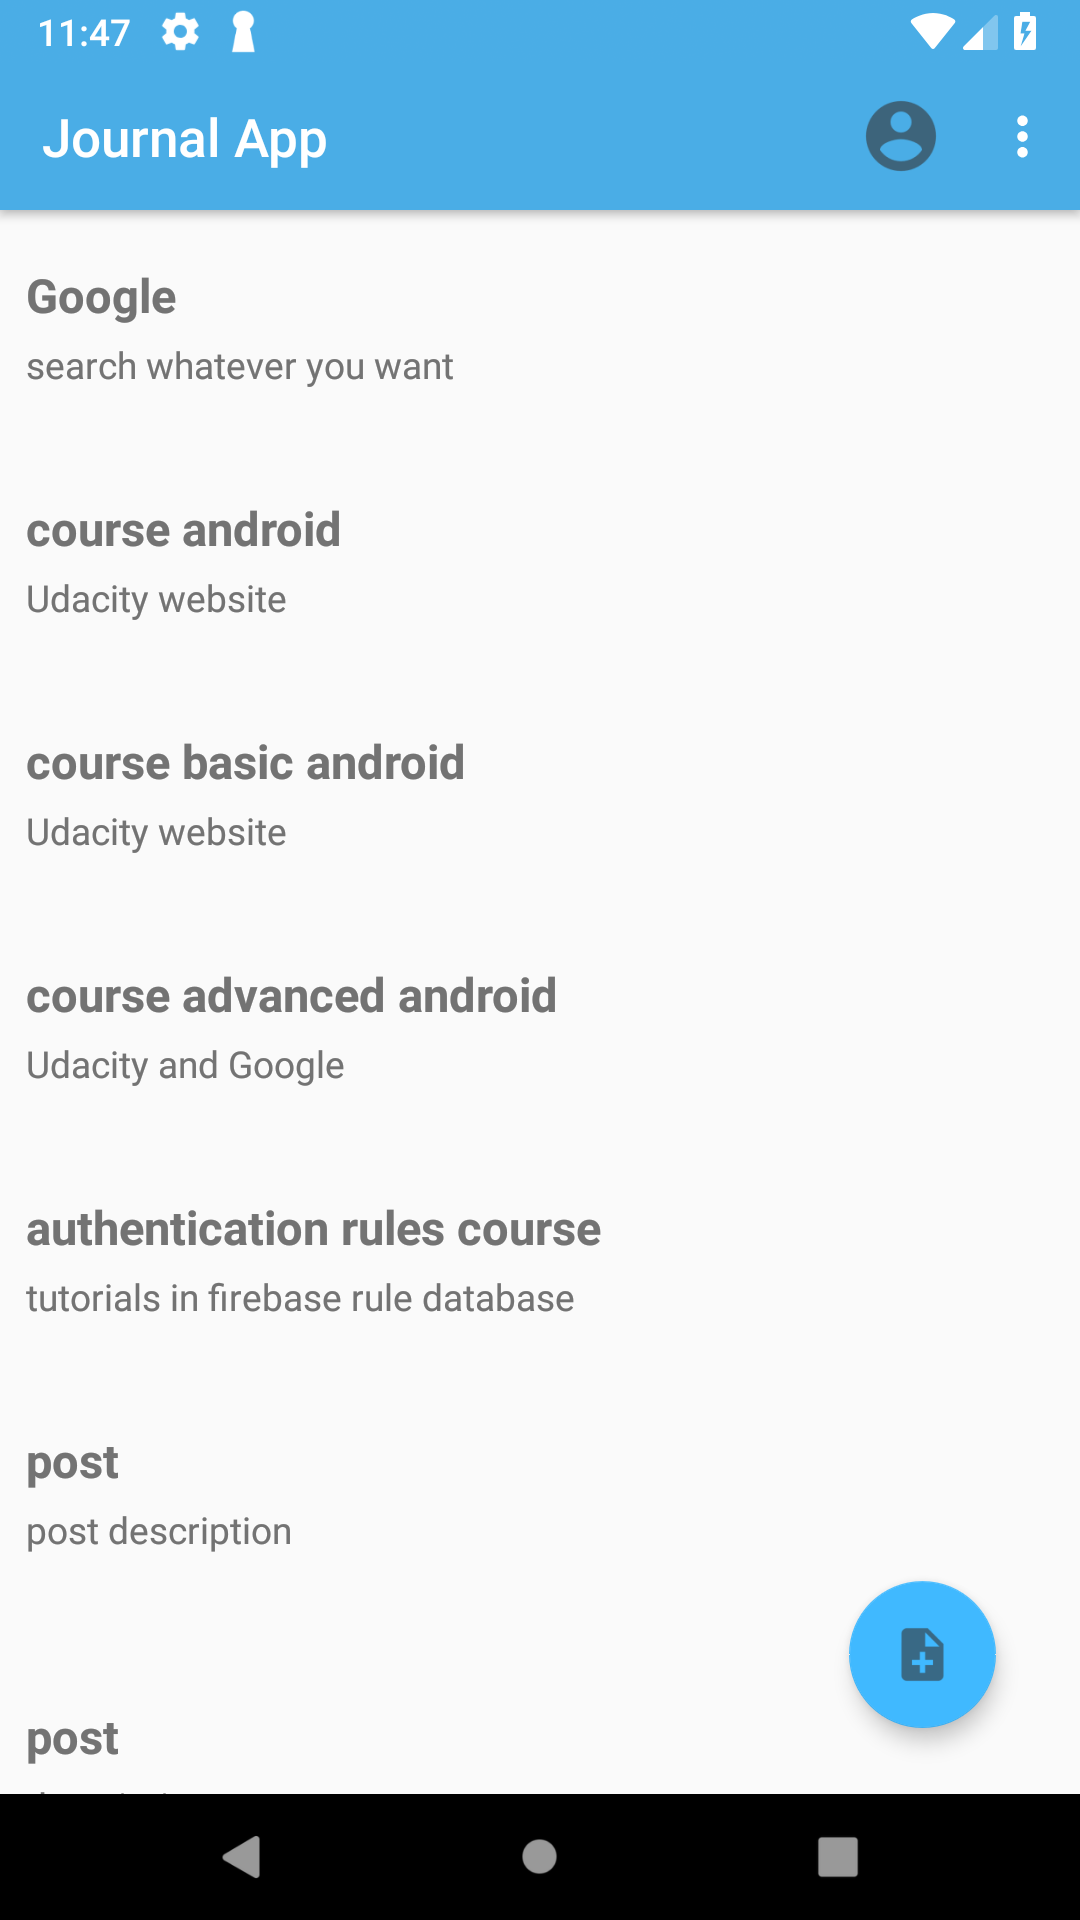 11:47
Journal App
Google
search whatever you want
course android
Udacity website
course basic android
Udacity website
course advanced android
Udacity and Google
authentication rules course
tutorials in firebase rule database
post
post description
post